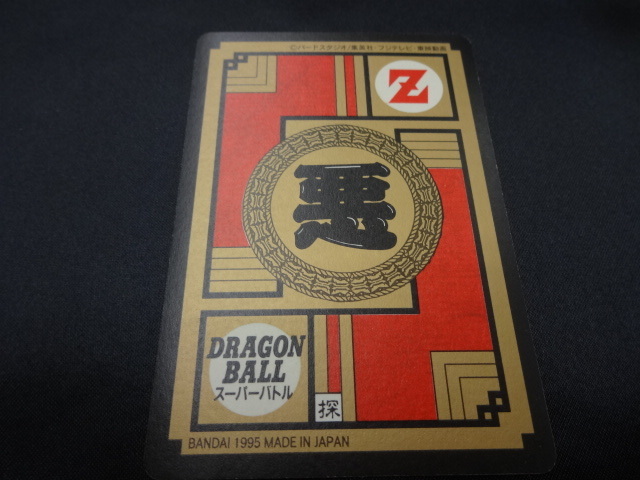 ©バードスタジオ/集英社 フジテレビ 東映動画
Z
悪
DRAGON
BALL
スーパーバトル
探
BANDAI 1995 MADE IN JAPAN